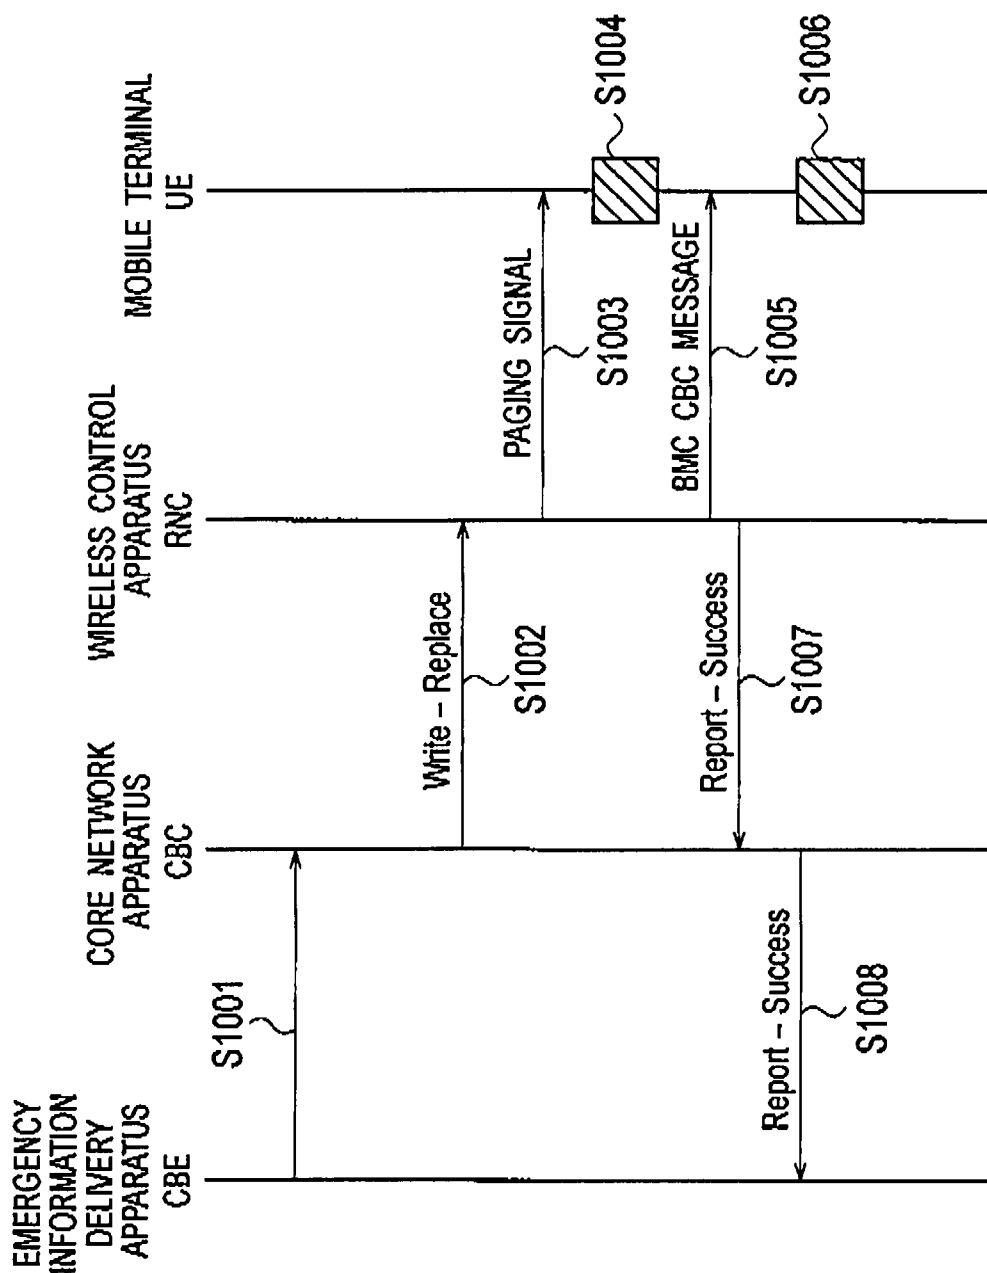 EMERGENCY
INFORMATION
DELIVERY
APPARATUS
CBE
CORE NETWORK
APPARATUS
CBC
WIRELESS CONTROL
APPARATUS
RNC
MOBILE TERMINAL
UE
S1001
Write – Replace
S1002
PAGING SIGNAL
S1003
S1004
BMC CBC MESSAGE
S1005
S1006
Report – Success
S1007
Report – Success
S1008